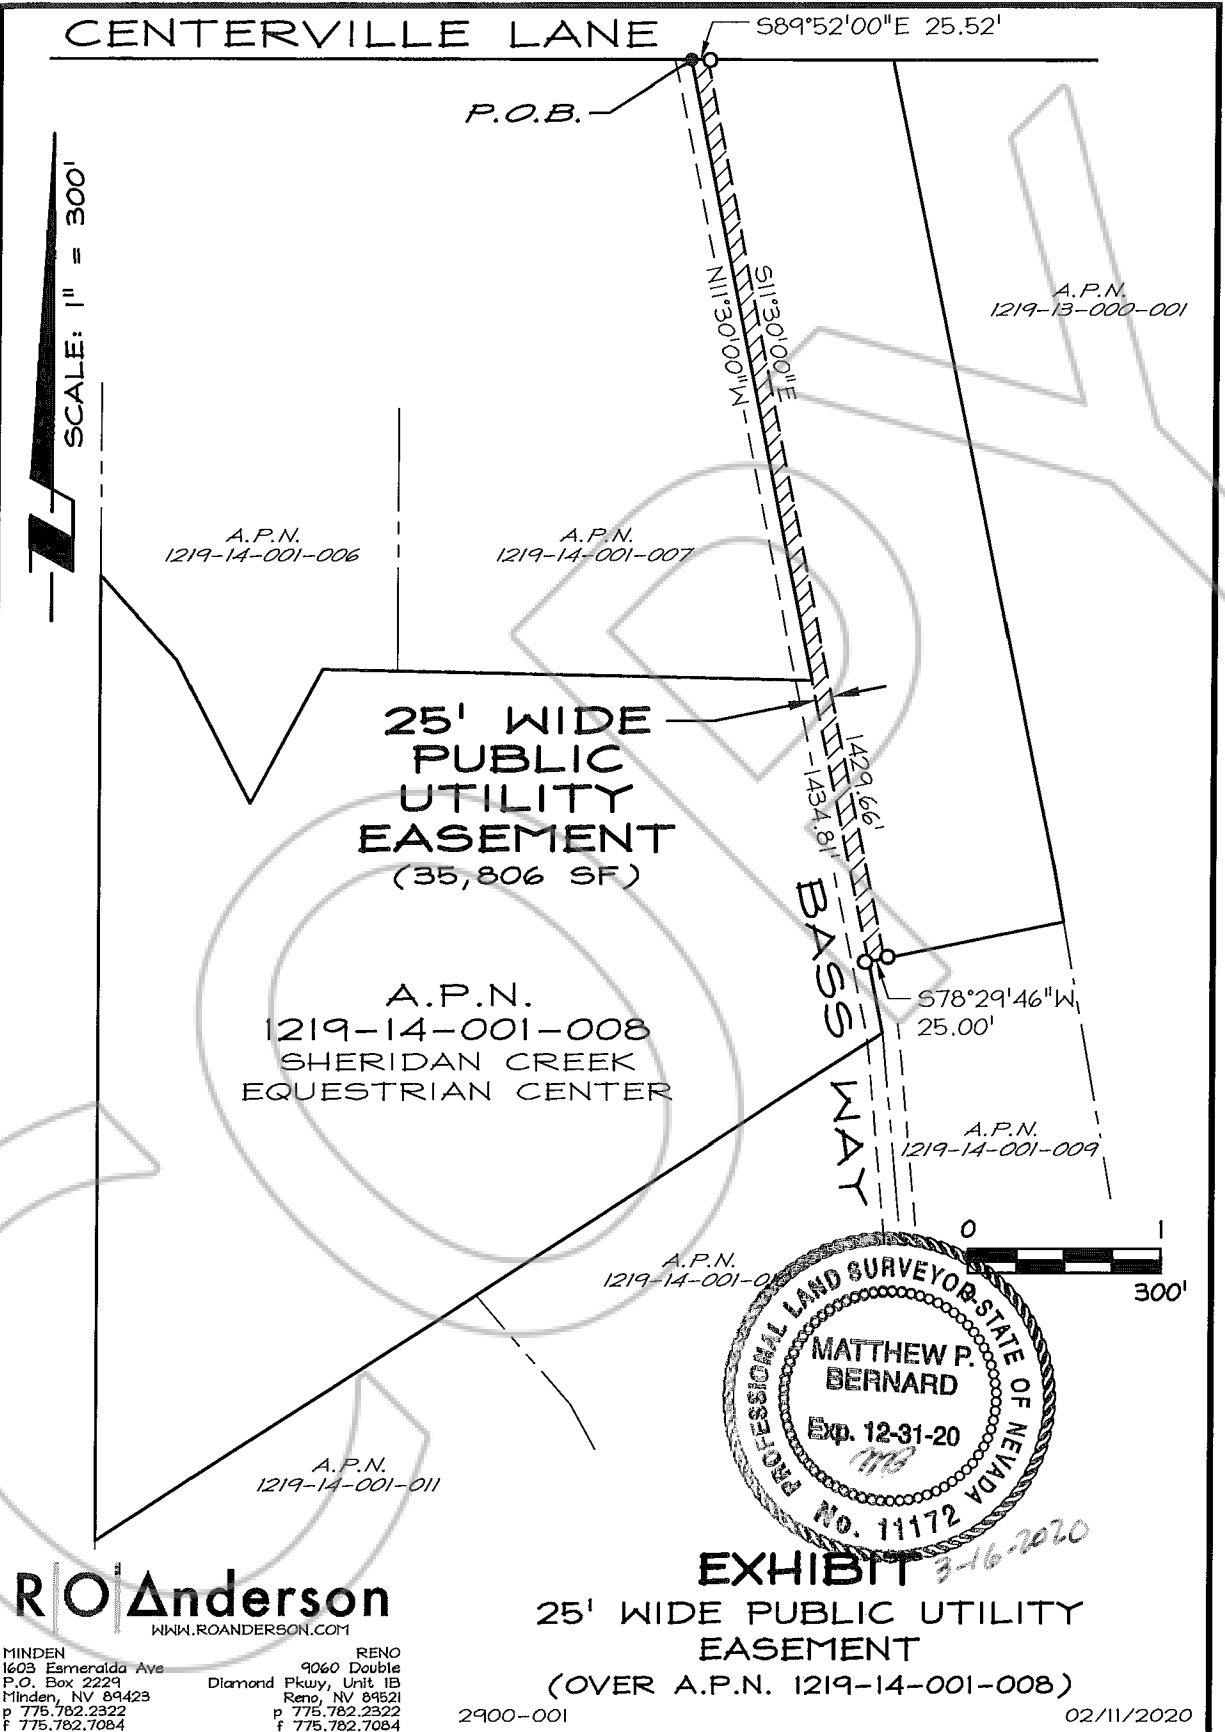 CENTERVILLE LANE
S89°52'00"E 25.52'
P.O.B.
SCALE: 1" = 300'
N11°30'00"W
S11°30'00"E
A.P.N.
1219-13-000-001
A.P.N.
1219-14-001-006
A.P.N.
1219-14-001-007
25' WIDE
PUBLIC
UTILITY
EASEMENT
(35,806 SF)
1429.66'
1434.81'
BASS WAY
A.P.N.
1219-14-001-008
SHERIDAN CREEK
EQUESTRIAN CENTER
S78°29'46"W
25.00'
A.P.N.
1219-14-001-009
0 1
300'
A.P.N.
1219-14-001-0
PROFESSIONAL LAND SURVEYOR-STATE OF NEVADA
MATTHEW P.
BERNARD
Exp. 12-31-20
No. 11172
3-16-2020
A.P.N.
1219-14-001-011
COPY
R|O|Anderson
WWW.ROANDERSON.COM
MINDEN
1603 Esmeralda Ave
P.O. Box 2229
Minden, NV 89423
p 775.782.2322
f 775.782.7084
RENO
9060 Double
Diamond Pkwy, Unit 1B
Reno, NV 89521
p 775.782.2322
f 775.782.7084
EXHIBIT
25' WIDE PUBLIC UTILITY
EASEMENT
(OVER A.P.N. 1219-14-001-008)
2900-001
02/11/2020